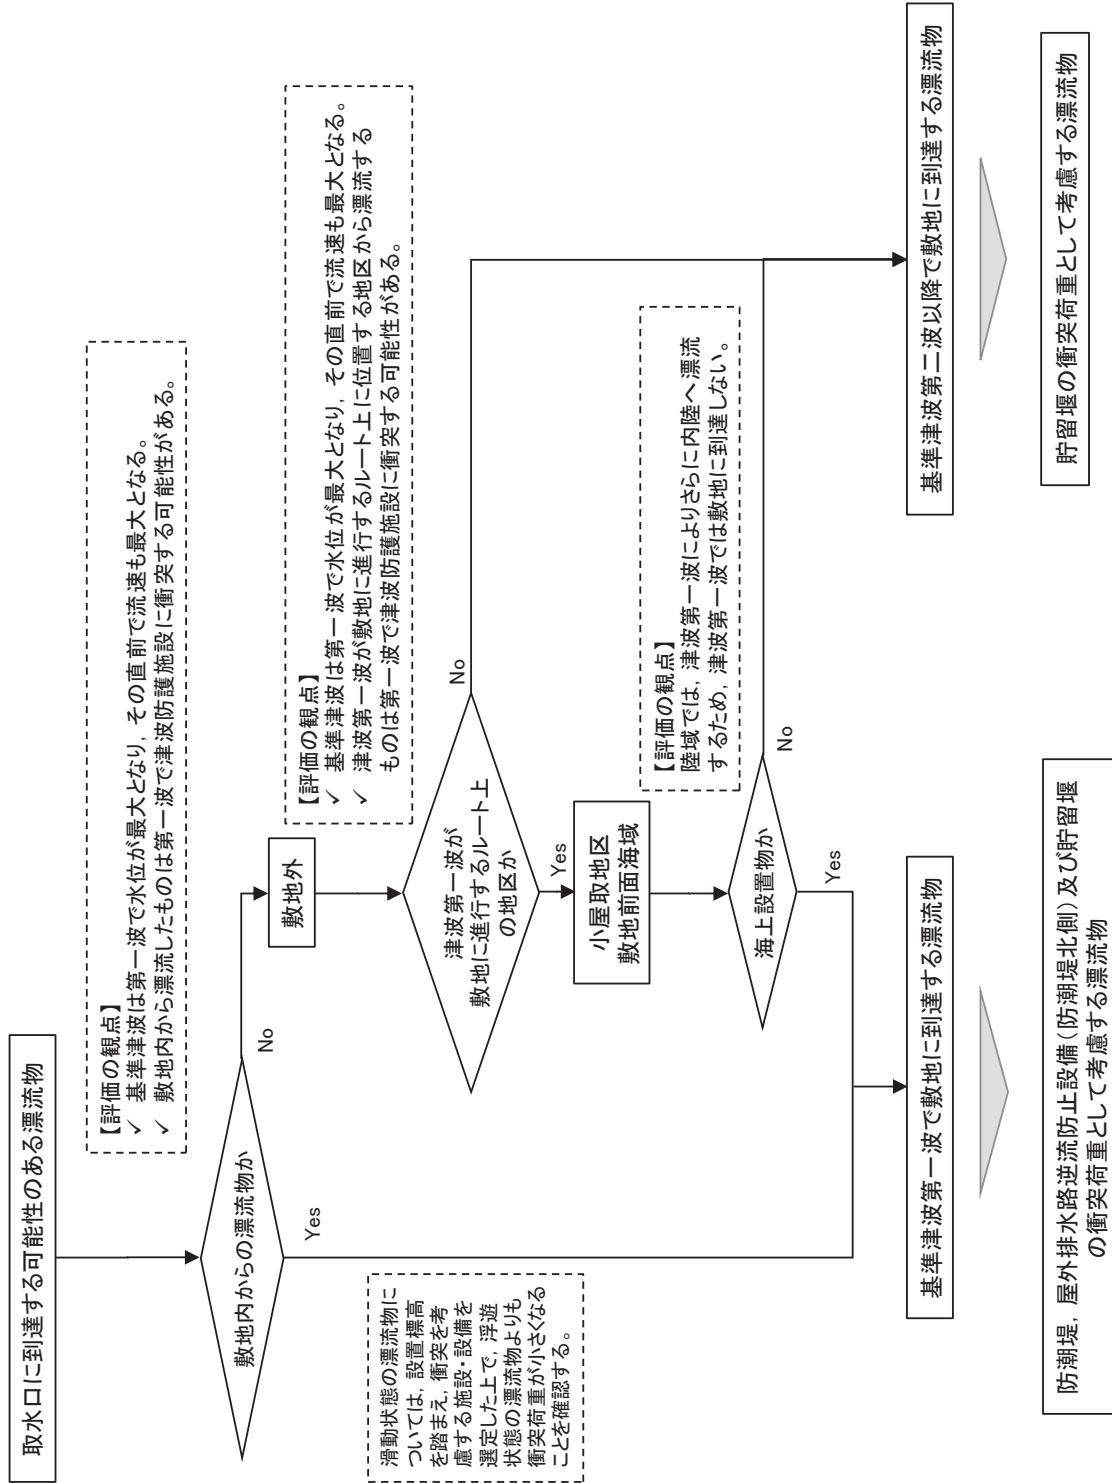 取水口に到達する可能性のある漂流物
【評価の観点】
✓ 基準津波は第一波で水位が最大となり，その直前で流速も最大となる。
✓ 敷地内から漂流したものは第一波で津波防護施設に衝突する可能性がある。
敷地内からの漂流物か
No
Yes
敷地外
【評価の観点】
✓ 基準津波は第一波で水位が最大となり，その直前で流速も最大となる。
✓ 津波第一波が敷地に進行するルート上に位置する地区から漂流する
ものは第一波で津波防護施設に衝突する可能性がある。
滑動状態の漂流物に
ついては，設置標高
を踏まえ，衝突を考
慮する施設・設備を
選定した上で，浮遊
状態の漂流物よりも
衝突荷重が小さくなる
ことを確認する。
津波第一波が
敷地に進行するルート上
の地区か
No
Yes
小屋取地区
敷地前面海域
【評価の観点】
陸域では，津波第一波によりさらに内陸へ漂流
するため，津波第一波では敷地に到達しない。
海上設置物か
No
Yes
基準津波第一波で敷地に到達する漂流物
基準津波第二波以降で敷地に到達する漂流物
防潮堤，屋外排水路逆流防止設備（防潮堤北側）及び貯留堰
の衝突荷重として考慮する漂流物
貯留堰の衝突荷重として考慮する漂流物